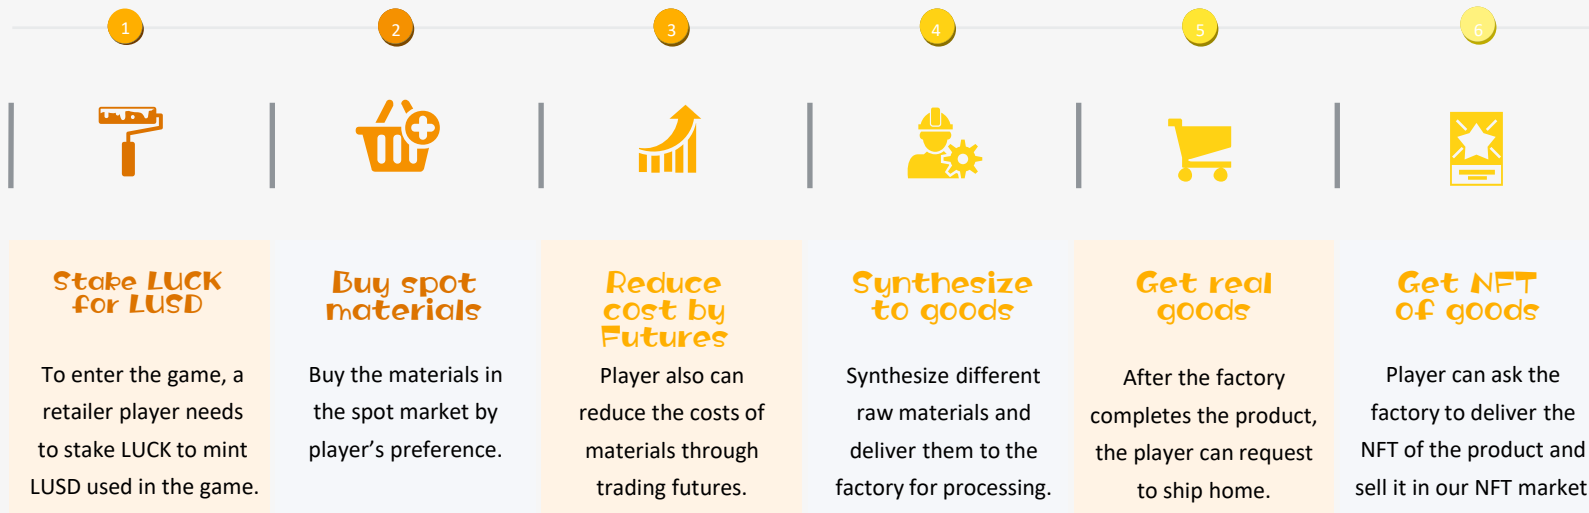 1
2
3
4
5
6
Stake LUCK
for LUSD
To enter the game, a
retailer player needs
to stake LUCK to mint
LUSD used in the game.
Buy spot
materials
Buy the materials in
the spot market by
player’s preference.
Reduce
cost by
Futures
Player also can
reduce the costs of
materials through
trading futures.
Synthesize
to goods
Synthesize different
raw materials and
deliver them to the
factory for processing.
Get real
goods
After the factory
completes the product,
the player can request
to ship home.
Get NFT
of goods
Player can ask the
factory to deliver the
NFT of the product and
sell it in our NFT market